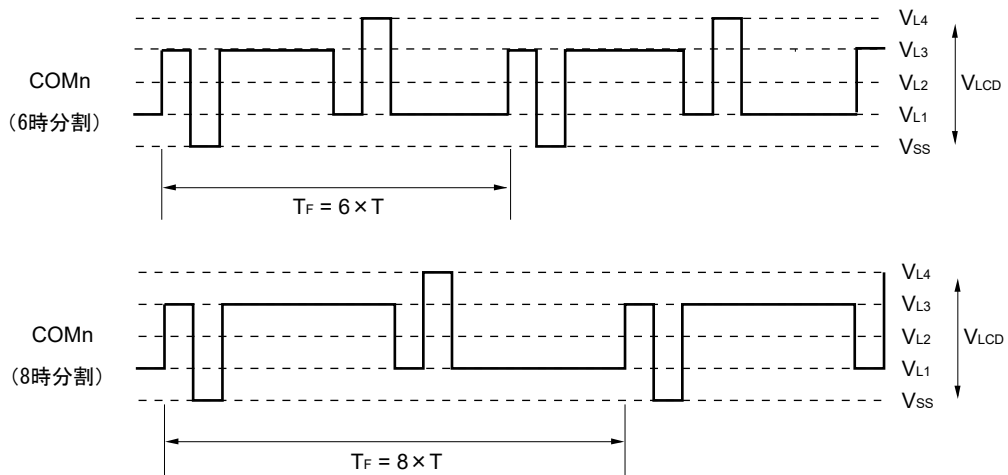 COMn
(6時分割)
VL4
VL3
VL2
VL1
VSS
VLCD
TF = 6×T
COMn
(8時分割)
VL4
VL3
VL2
VL1
VSS
VLCD
TF = 8×T